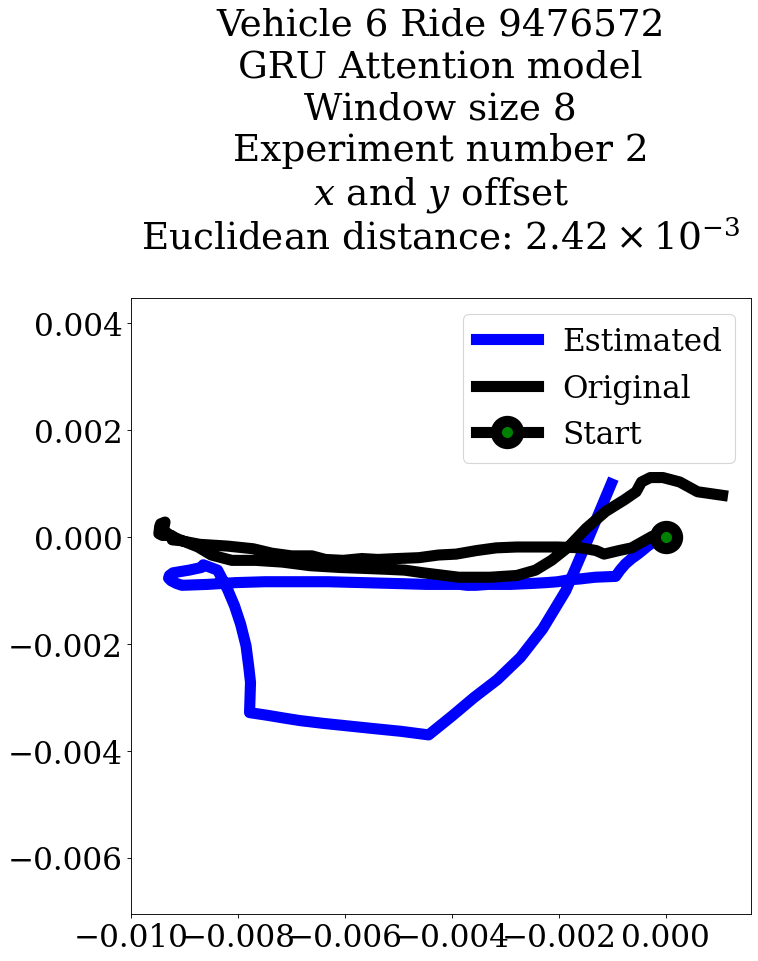 Vehicle 6 Ride 9476572
GRU Attention model
Window size 8
Experiment number 2
x and y offset
Euclidean distance: 2.42 × 10⁻³
Estimated
Original
Start
0.004
0.002
0.000
−0.002
−0.004
−0.006
−0.010 −0.008 −0.006 −0.004 −0.002 0.000